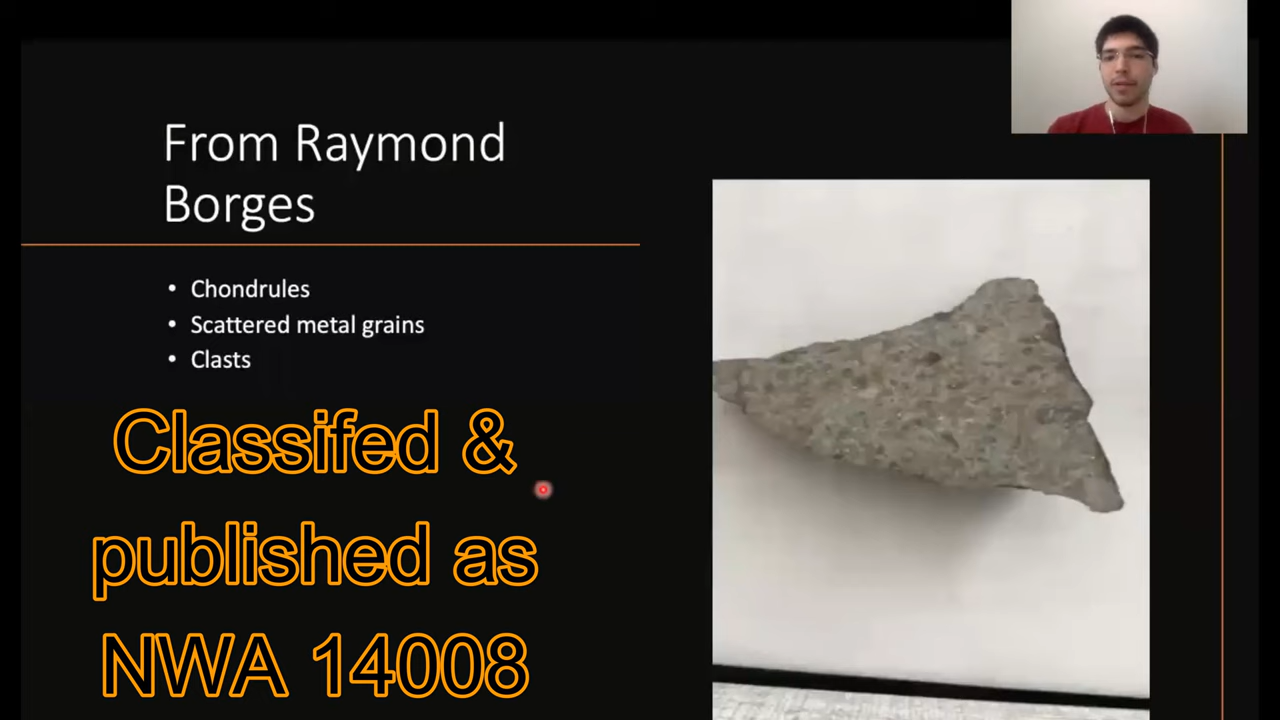 From Raymond
Borges
• Chondrules
• Scattered metal grains
• Clasts
Classifed &
published as
NWA 14008